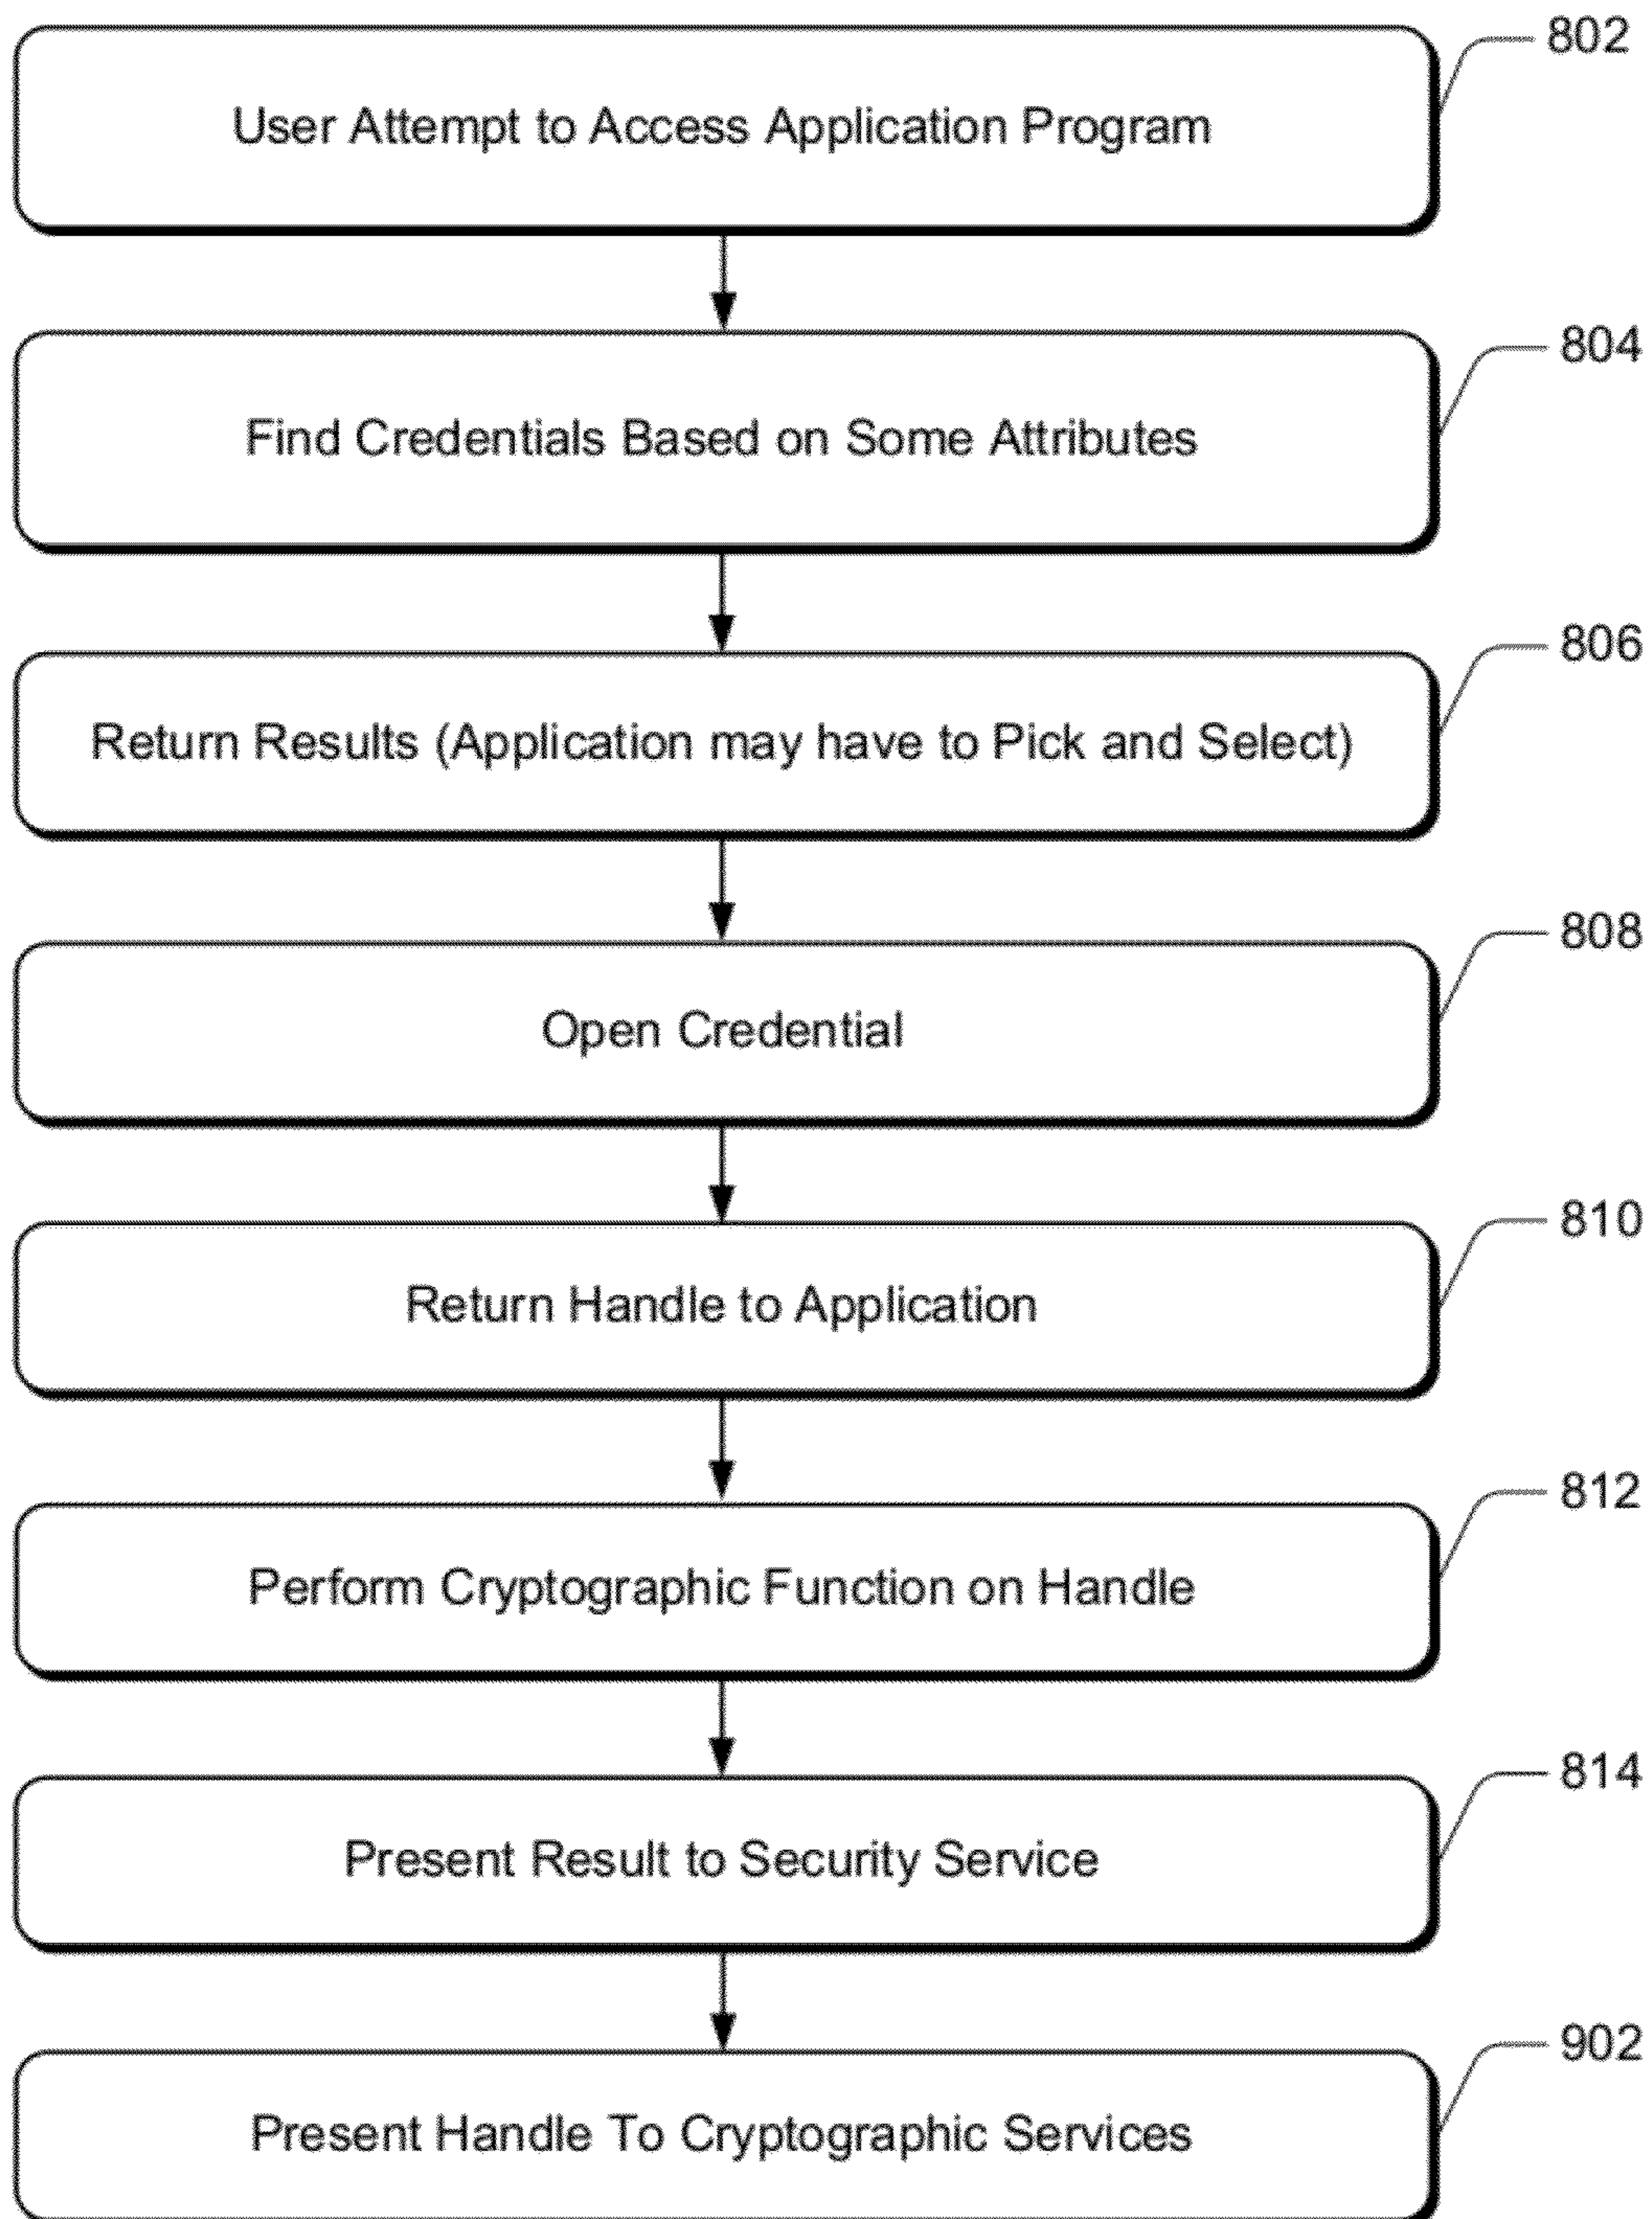 802
User Attempt to Access Application Program
804
Find Credentials Based on Some Attributes
806
Return Results (Application may have to Pick and Select)
808
Open Credential
810
Return Handle to Application
812
Perform Cryptographic Function on Handle
814
Present Result to Security Service
902
Present Handle To Cryptographic Services